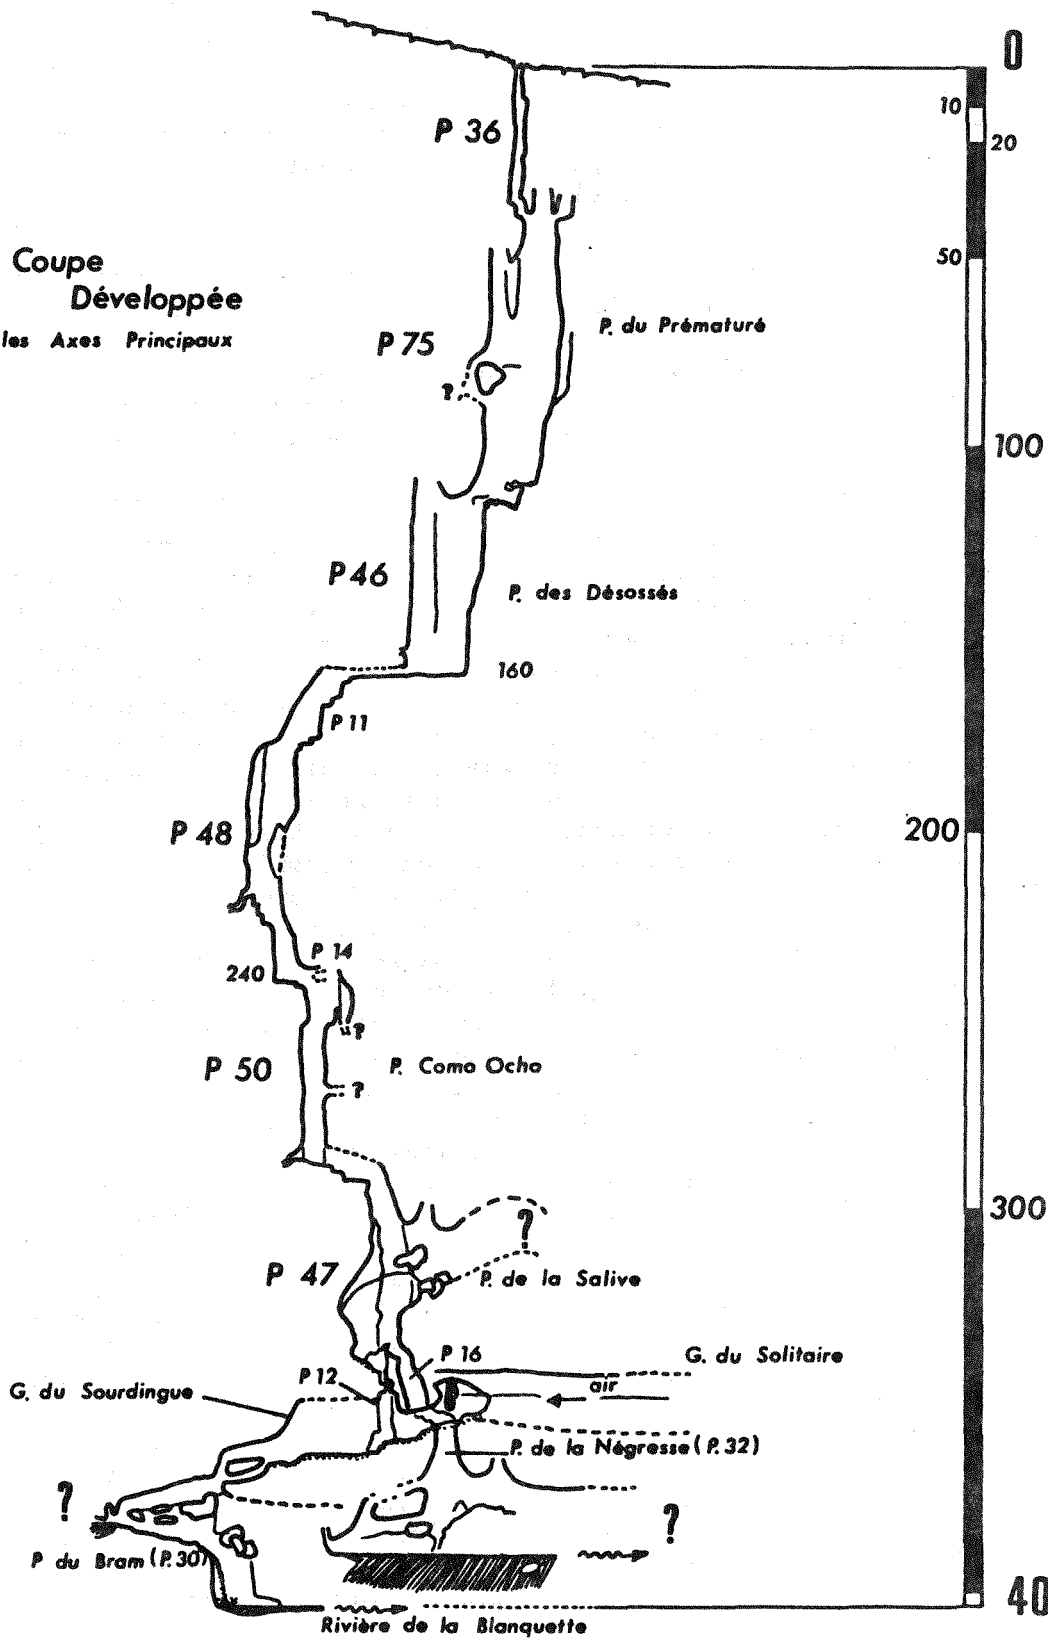 0
10
P 36
20
Coupe
50
Développée
les Axes Principaux
P. du Prématuré
P 75
?
100
P 46
P. des Désossés
160
P 11
P 48
200
P 14
240
?
P 50
P. Como Ocho
?
300
?
P 47
P. de la Salive
P 16
G. du Solitaire
P 12
air
G. du Sourdingue
P. de la Négresse (P. 32)
?
?
P du Bram (P. 30)
40
Rivière de la Blanquette